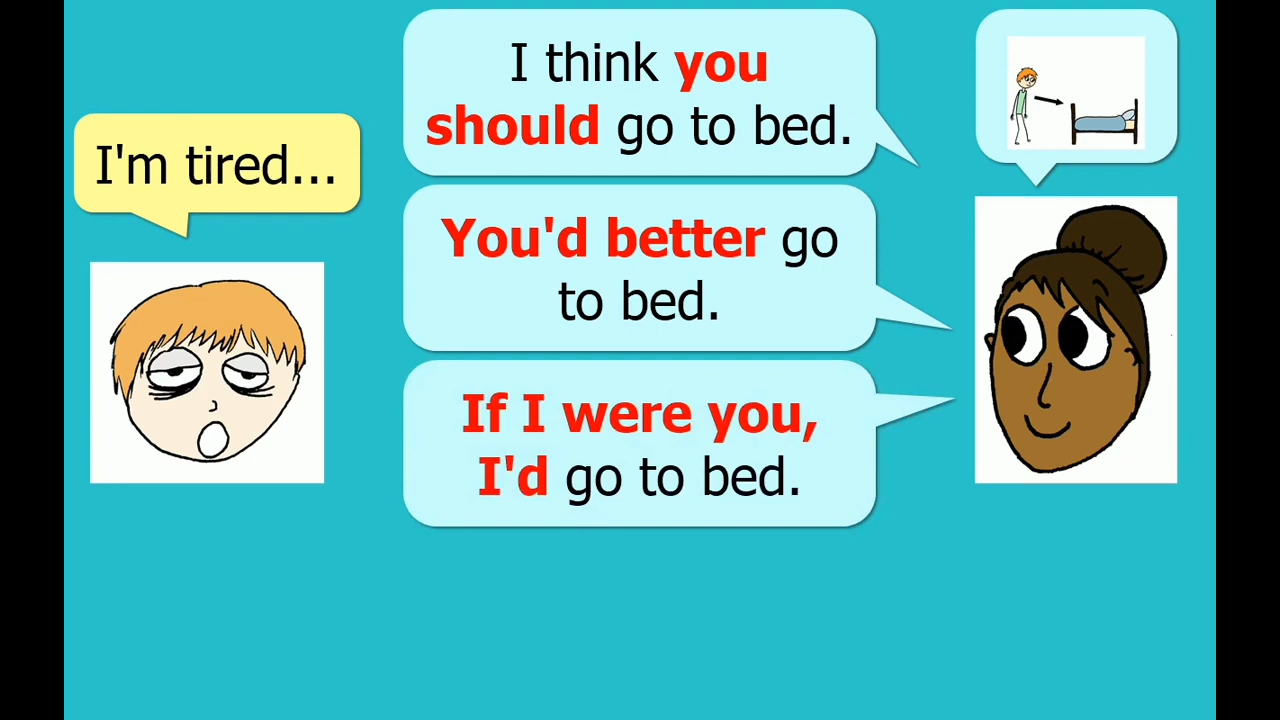 I'm tired...
I think you
should go to bed.
You'd better go
to bed.
If I were you,
I'd go to bed.